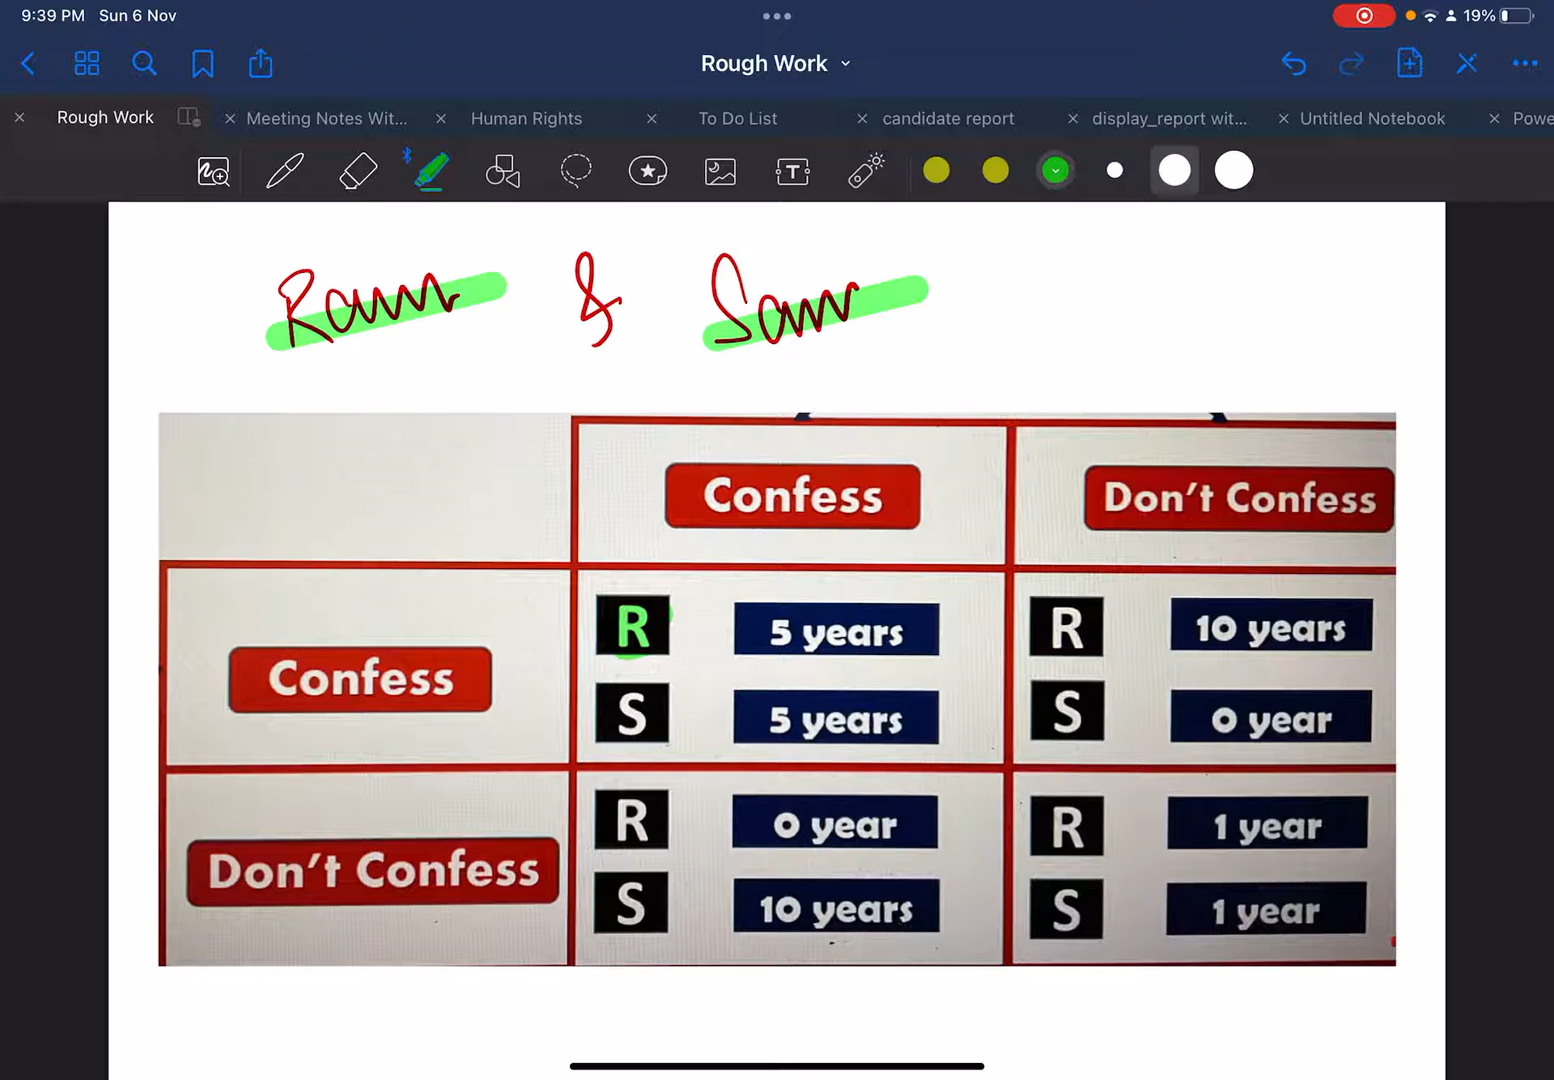 9:39 PM Sun 6 Nov
19%
Rough Work
Rough Work
Meeting Notes Wit...
Human Rights
To Do List
candidate report
display_report wit...
Untitled Notebook
Powe
T
Ram & Sam
Confess Don't Confess
Confess
R 5 years R 10 years
S 5 years S 0 year
Don't Confess
R 0 year R 1 year
S 10 years S 1 year